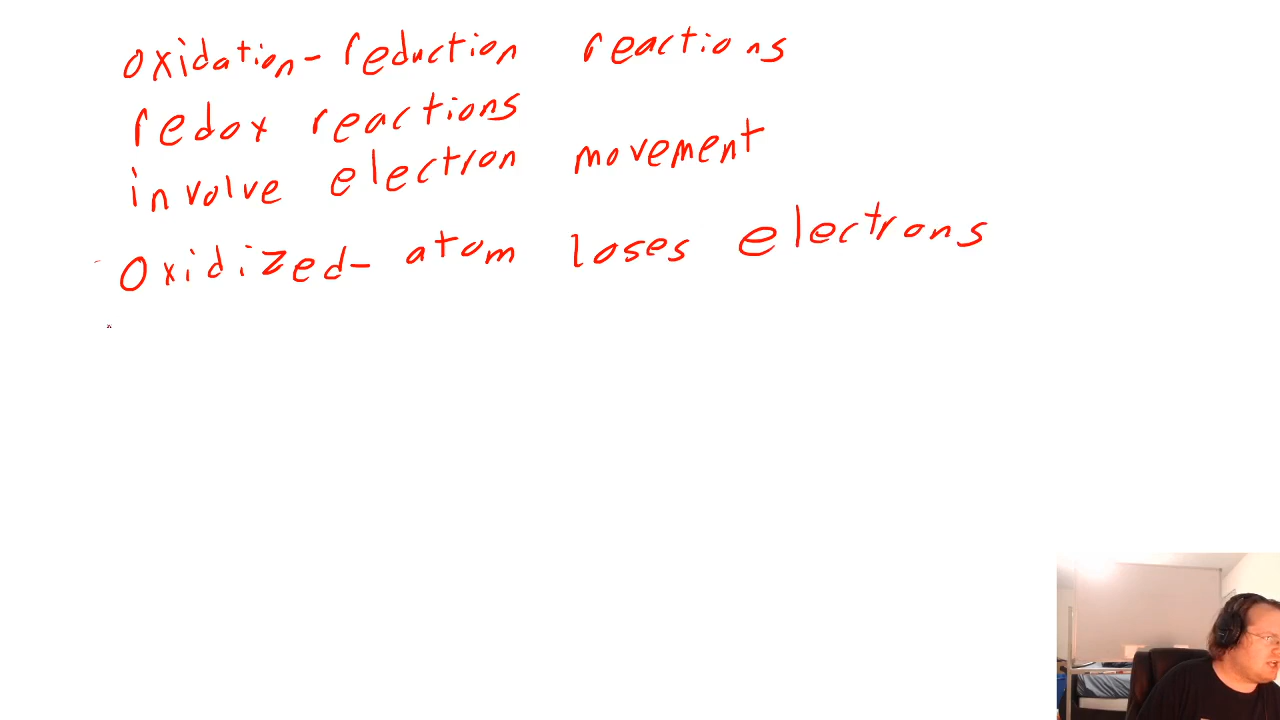 oxidation-reduction reactions
redox reactions
involve electron movement
Oxidized- atom loses electrons